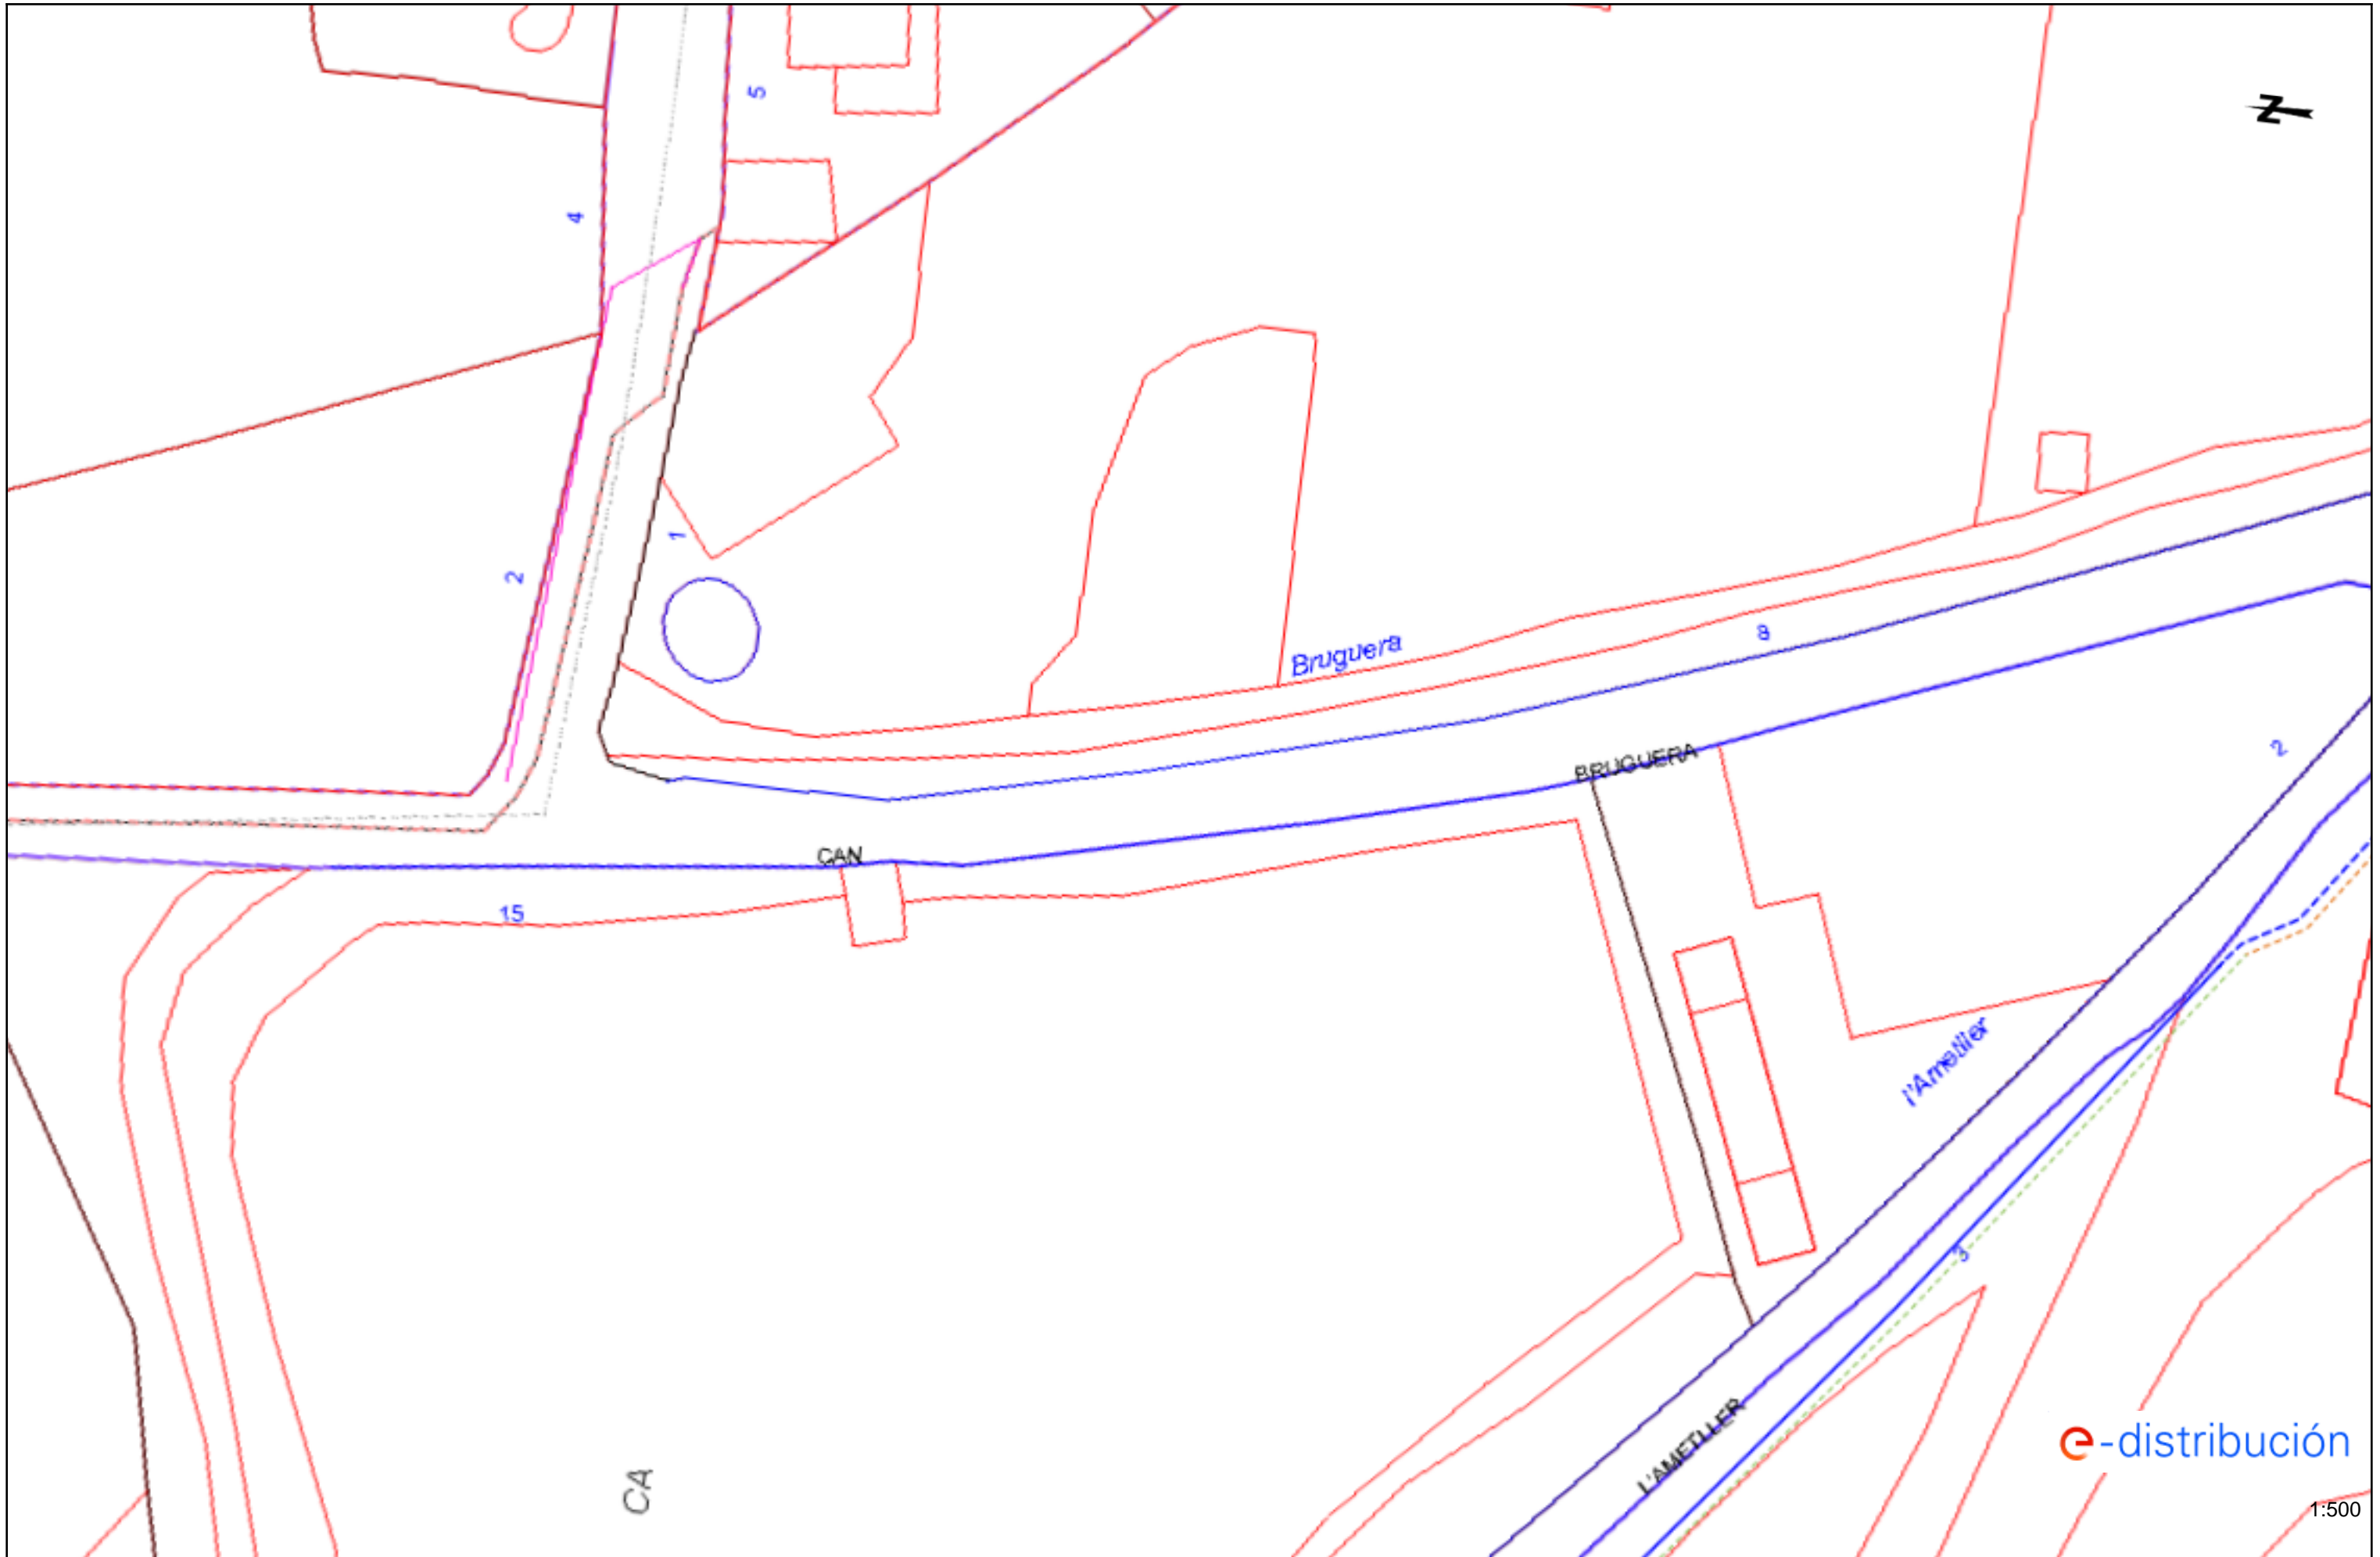 5
N
4
1
2
Bruguera
8
BRUGUERA
2
CAN
15
l'Ametller
3
L'AMETLLER
e-distribución
CA
1:500